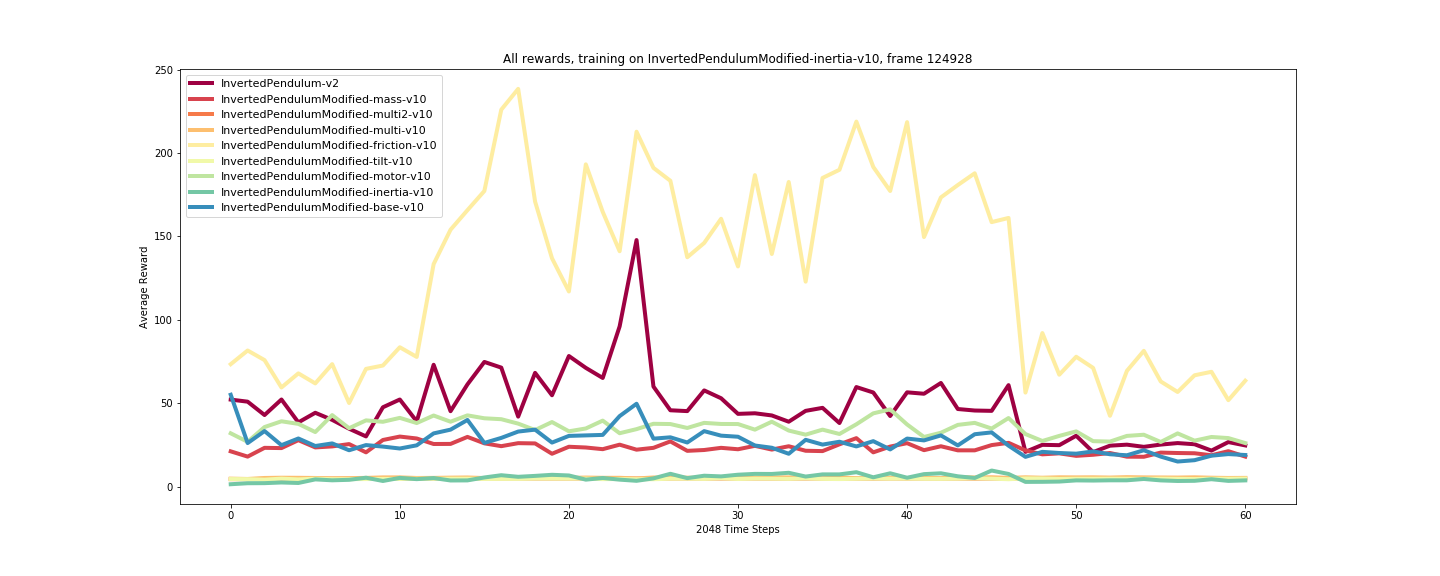 All rewards, training on InvertedPendulumModified-inertia-v10, frame 124928
250
200
150
100
50
0
Average Reward
InvertedPendulum-v2
InvertedPendulumModified-mass-v10
InvertedPendulumModified-multi2-v10
InvertedPendulumModified-multi-v10
InvertedPendulumModified-friction-v10
InvertedPendulumModified-tilt-v10
InvertedPendulumModified-motor-v10
InvertedPendulumModified-inertia-v10
InvertedPendulumModified-base-v10
0 10 20 30 40 50 60
2048 Time Steps